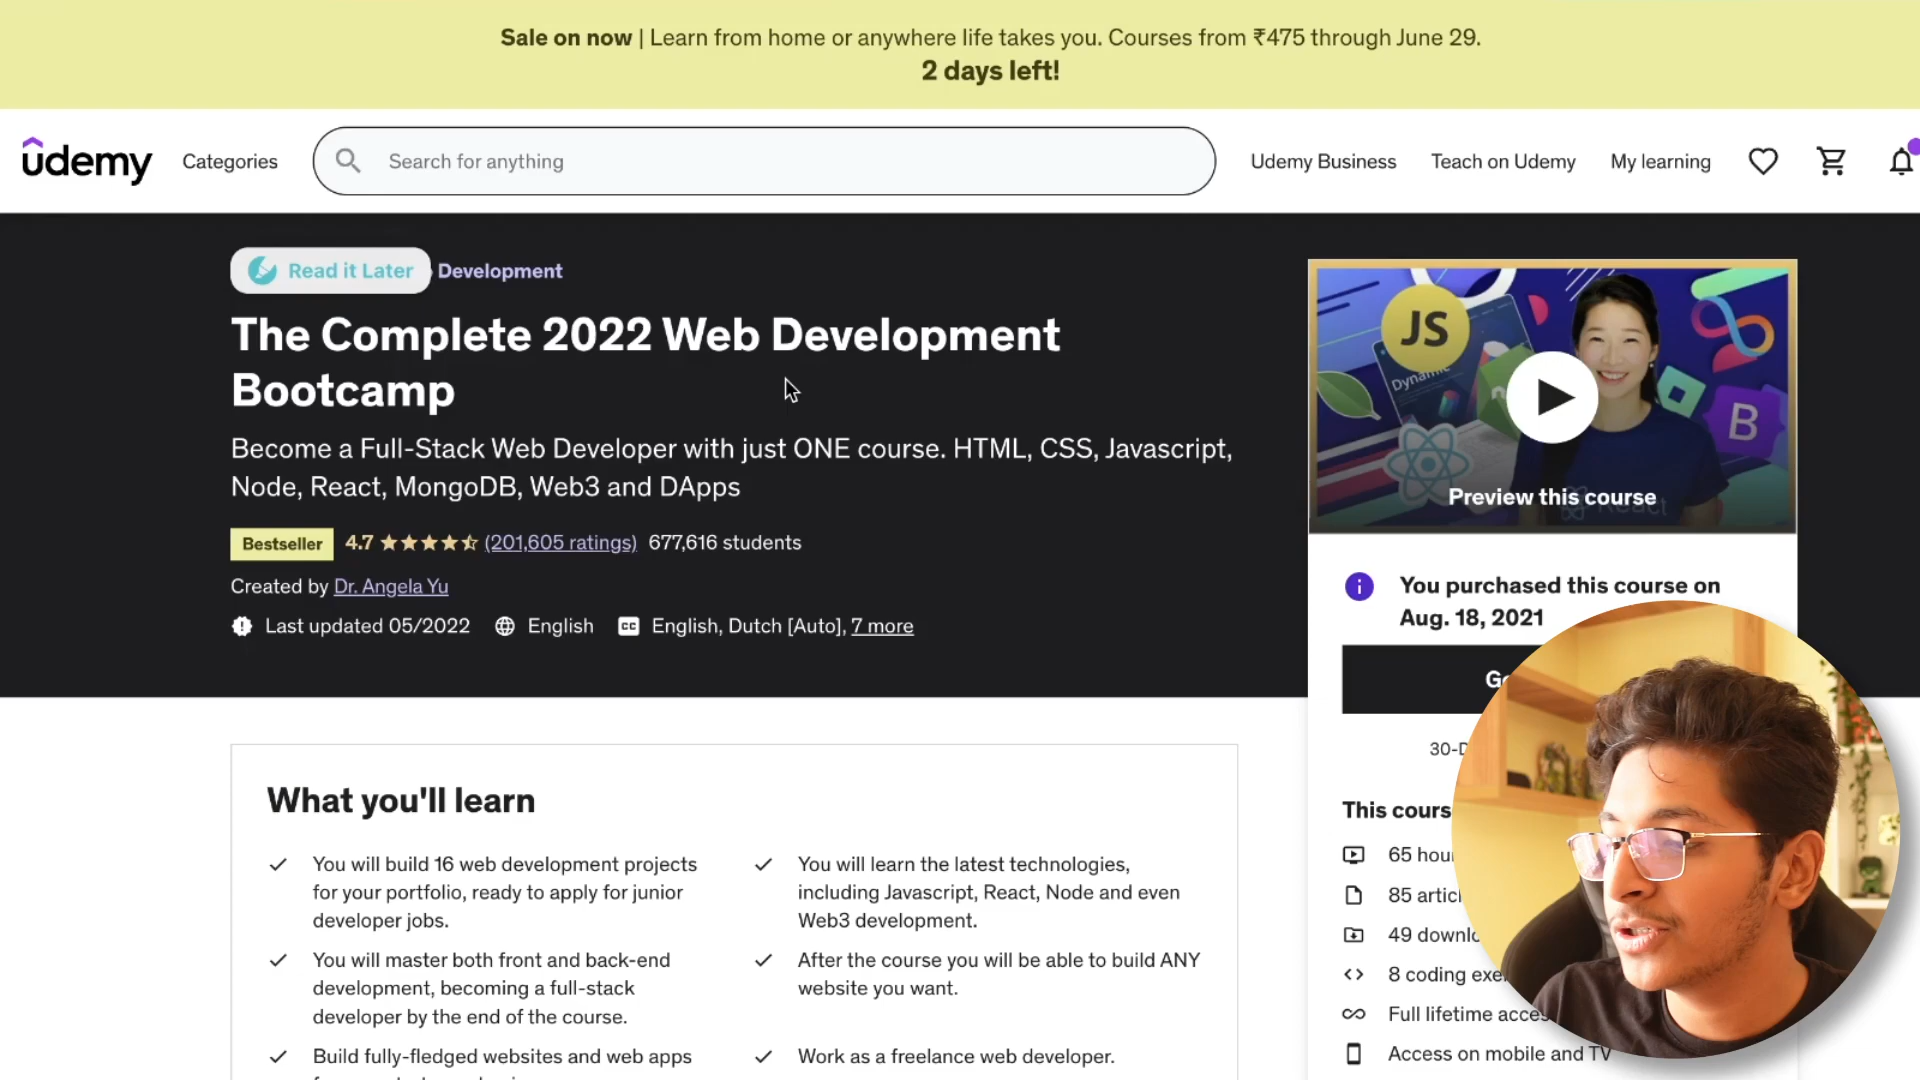 Sale on now | Learn from home or anywhere life takes you. Courses from ₹475 through June 29.
2 days left!
udemy
Categories
Search for anything
Udemy Business
Teach on Udemy
My learning
Read it Later
Development
The Complete 2022 Web Development
Bootcamp
Become a Full-Stack Web Developer with just ONE course. HTML, CSS, Javascript,
Node, React, MongoDB, Web3 and DApps
Bestseller 4.7 (201,605 ratings) 677,616 students
Created by Dr. Angela Yu
Last updated 05/2022 English CC English, Dutch [Auto], 7 more
JS
Dynamic
B
Preview this course
React
You purchased this course on
Aug. 18, 2021
What you'll learn
You will build 16 web development projects
for your portfolio, ready to apply for junior
developer jobs.
You will master both front and back-end
development, becoming a full-stack
developer by the end of the course.
Build fully-fledged websites and web apps
You will learn the latest technologies,
including Javascript, React, Node and even
Web3 development.
After the course you will be able to build ANY
website you want.
Work as a freelance web developer.
This
65
85
49
8 coding
Full lifetime
Access on mobile and TV